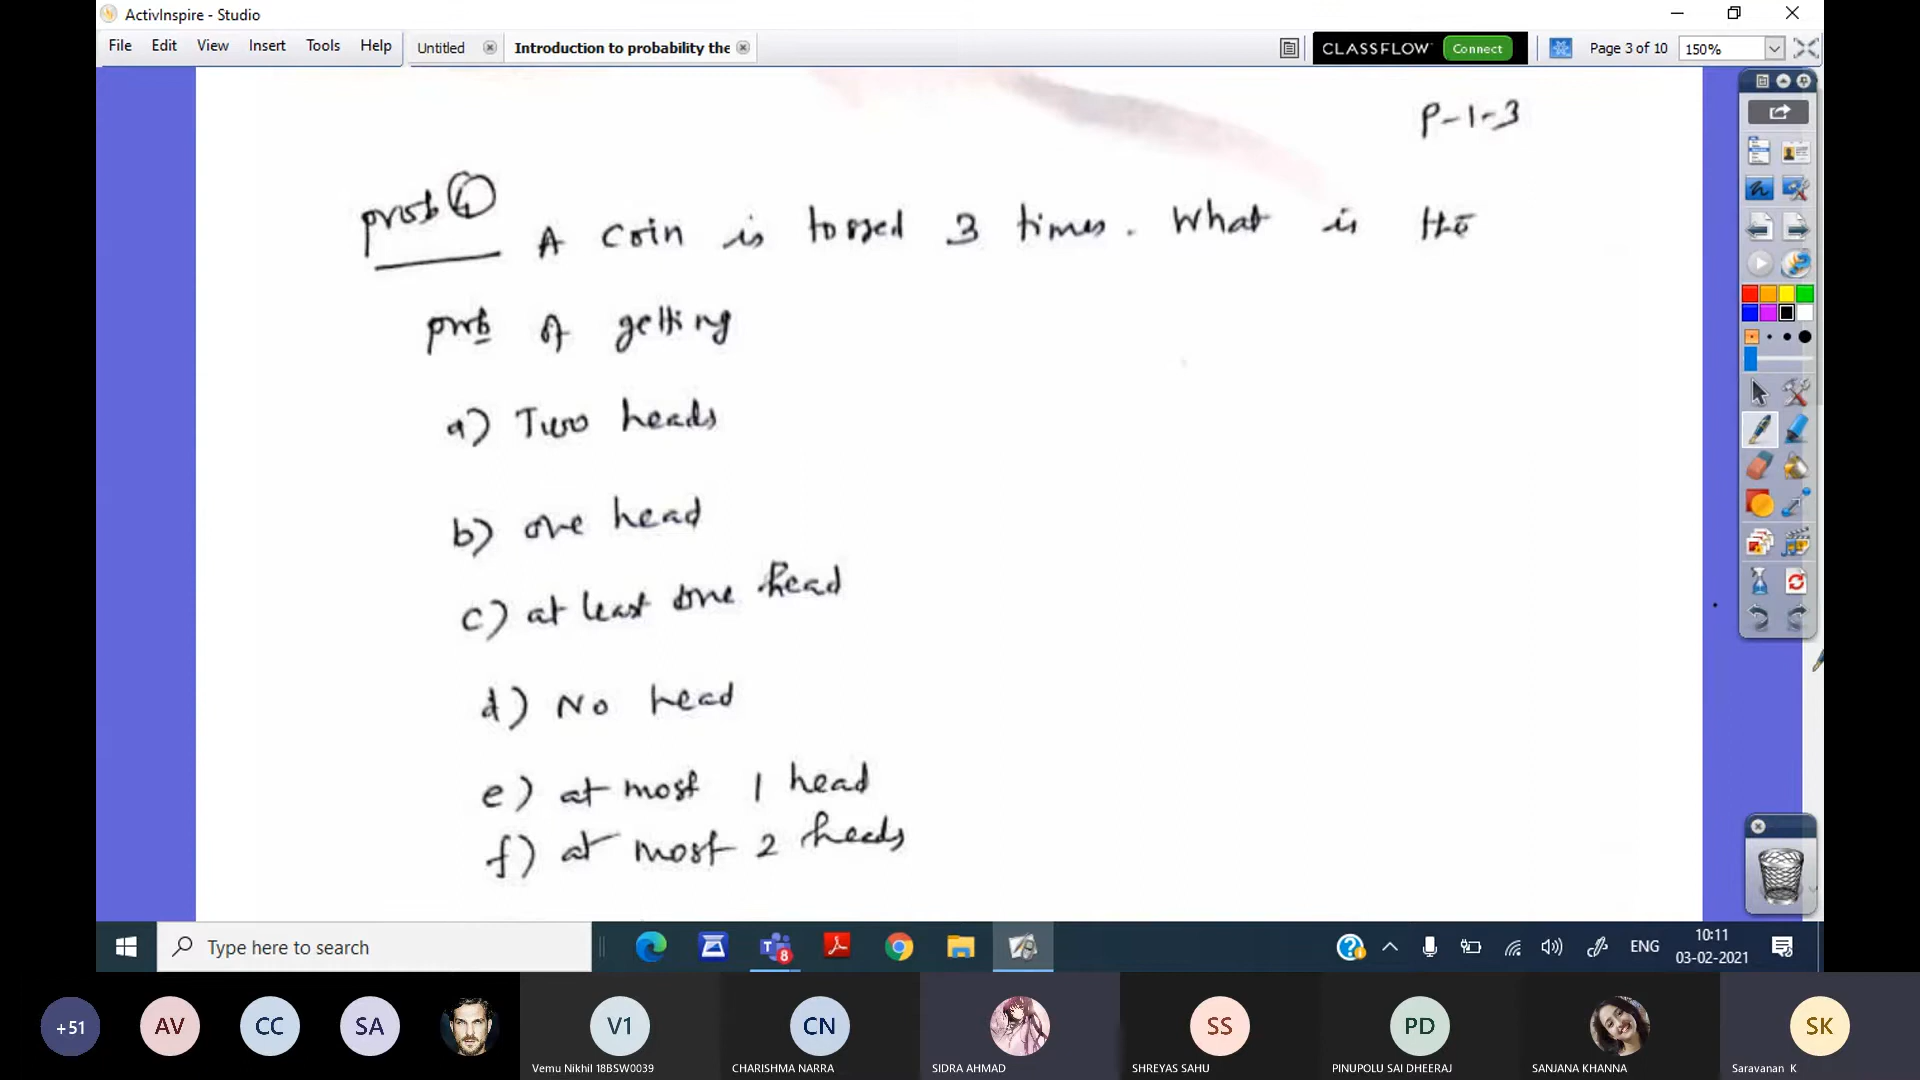 ActivInspire - Studio
File Edit View Insert Tools Help
Untitled
Introduction to probability the
CLASSFLOW Connect
Page 3 of 10
150%
P-1-3
prob 4 A coin is tossed 3 times. What is the
prob of getting
a) Two heads
b) one head
c) at least one head
d) No head
e) at most 1 head
f) at most 2 heads
Type here to search
8
ENG
10:11
03-02-2021
+51
AV
CC
SA
V1
CN
SS
PD
SK
Vemu Nikhil 18BSW0039
CHARISHMA NARRA
SIDRA AHMAD
SHREYAS SAHU
PINUPOLU SAI DHEERAJ
SANJANA KHANNA
Saravanan K